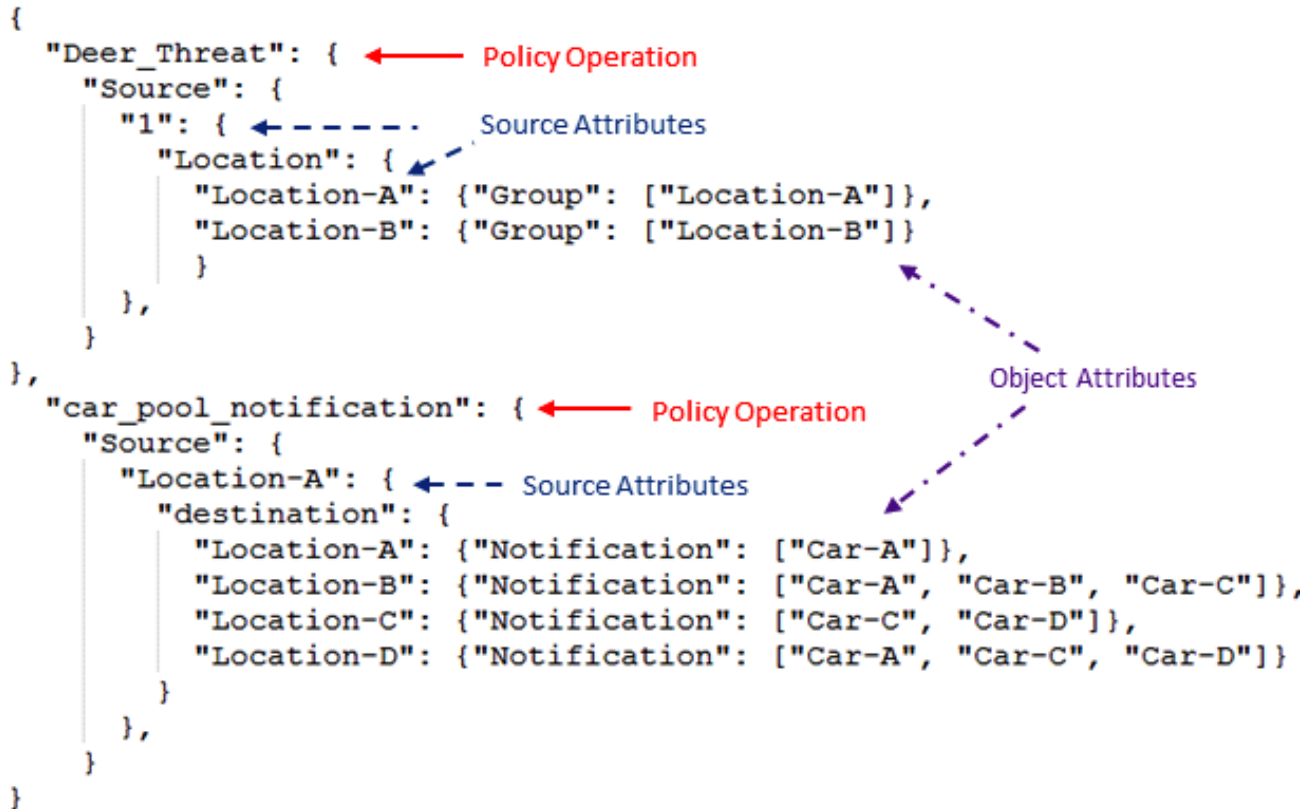 {
"Deer_Threat": { Policy Operation
"Source": {
"1": { Source Attributes
"Location": {
"Location-A": {"Group": ["Location-A"]},
"Location-B": {"Group": ["Location-B"]}
}
},
}
},
Object Attributes
"car_pool_notification": { Policy Operation
"Source": {
"Location-A": { Source Attributes
"destination": {
"Location-A": {"Notification": ["Car-A"]},
"Location-B": {"Notification": ["Car-A", "Car-B", "Car-C"]},
"Location-C": {"Notification": ["Car-C", "Car-D"]},
"Location-D": {"Notification": ["Car-A", "Car-C", "Car-D"]}
}
},
}
}